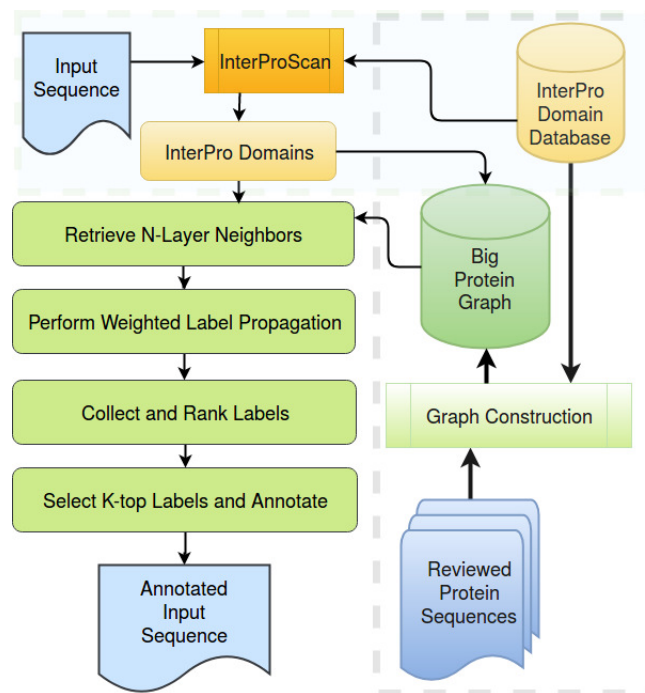 Input
Sequence
InterProScan
InterPro
Domain
Database
InterPro Domains
Retrieve N-Layer Neighbors
Big
Protein
Graph
Perform Weighted Label Propagation
Collect and Rank Labels
Graph Construction
Select K-top Labels and Annotate
Annotated
Input
Sequence
Reviewed
Protein
Sequences